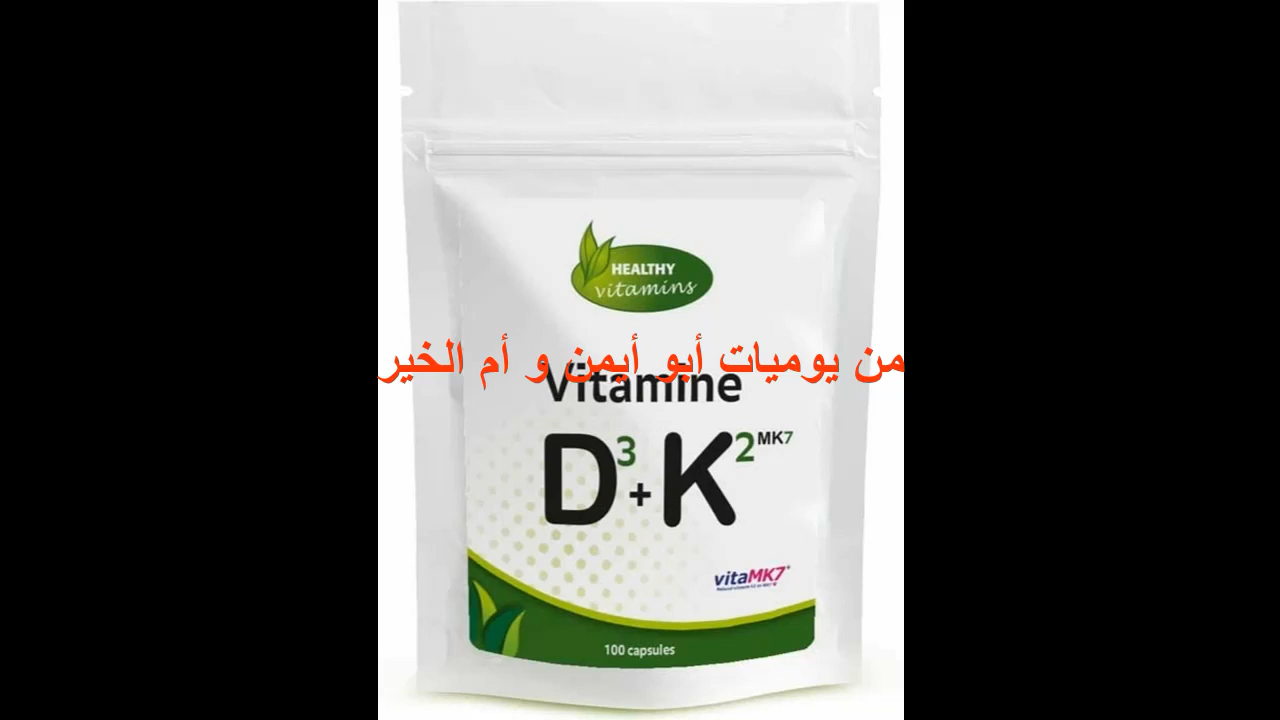 HEALTHY
vitamins
من يوميات أبو أيمن و أم الخير
Vitamine
D3+K2 MK7
vitaMK7®
100 capsules